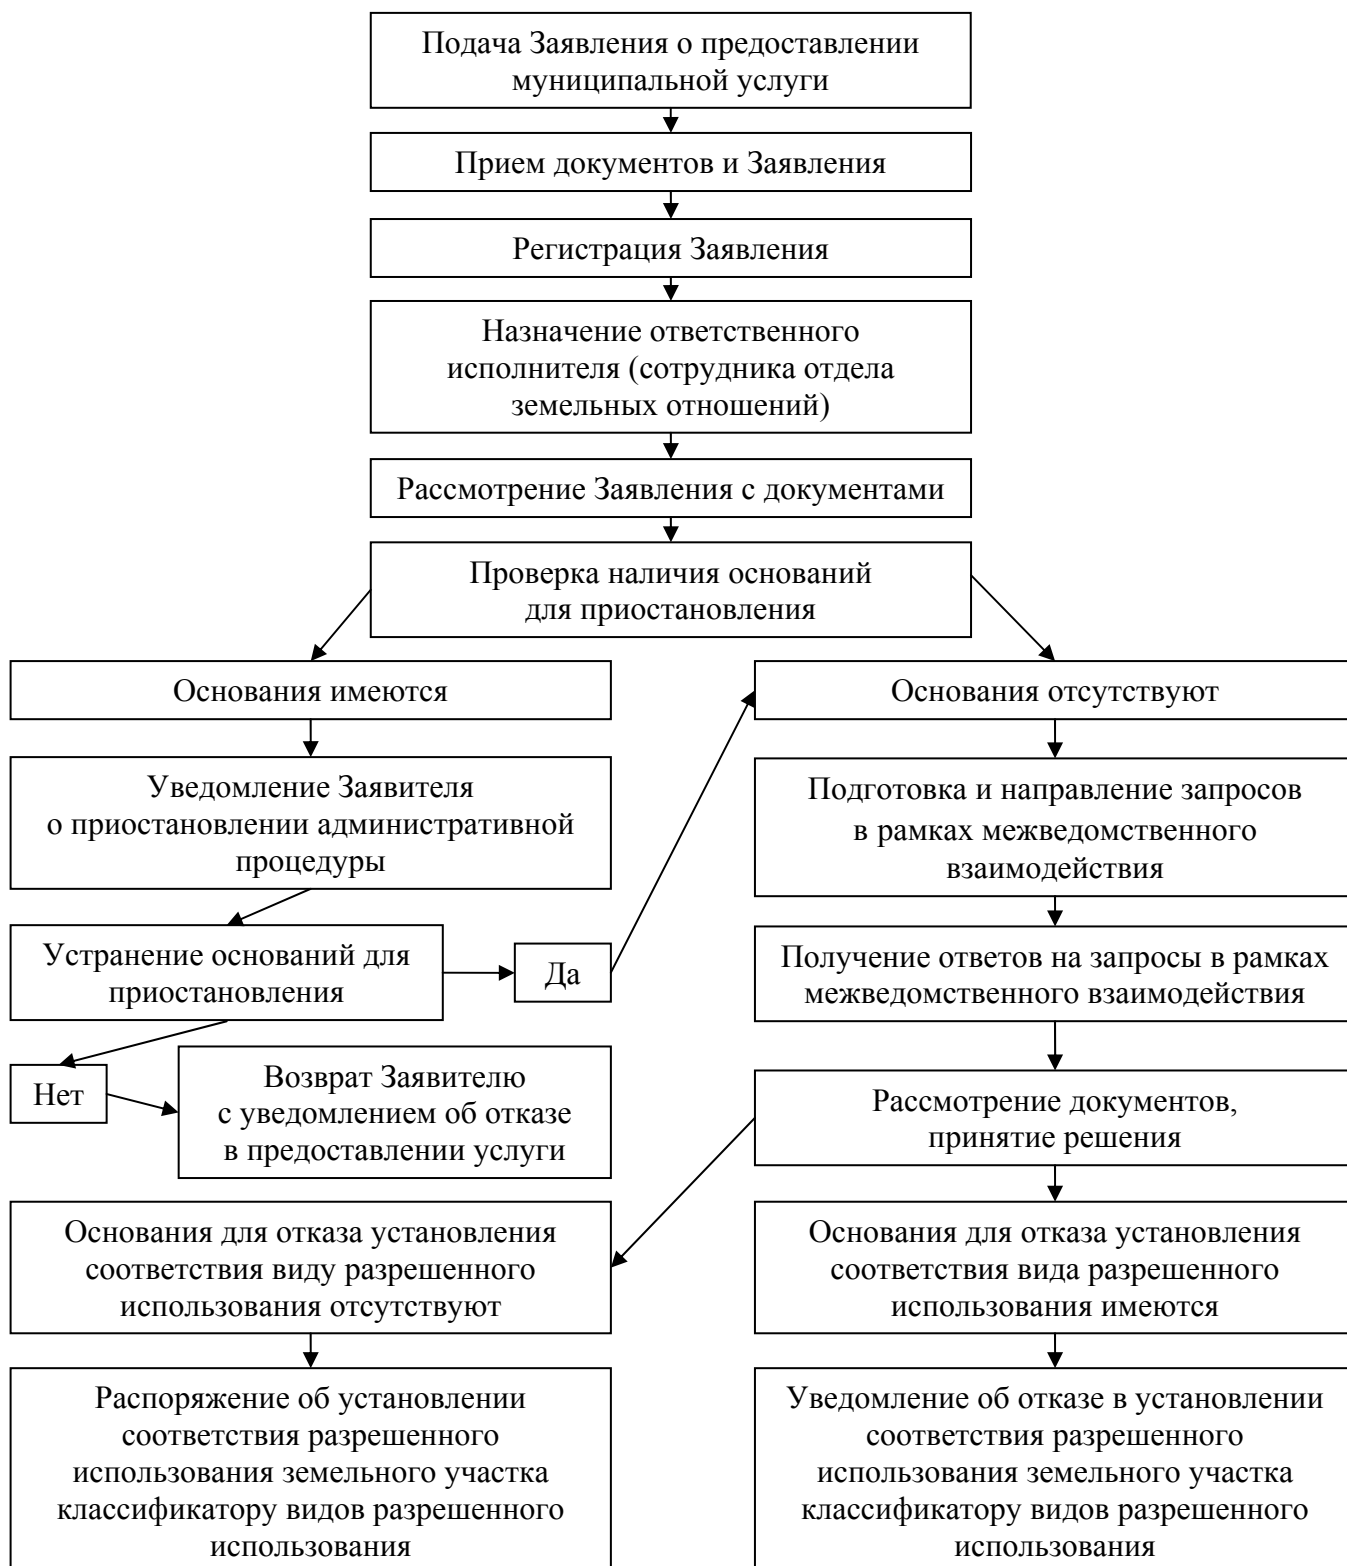 Подача Заявления о предоставлении
муниципальной услуги
Прием документов и Заявления
Регистрация Заявления
Назначение ответственного
исполнителя (сотрудника отдела
земельных отношений)
Рассмотрение Заявления с документами
Проверка наличия оснований
для приостановления
Основания имеются
Основания отсутствуют
Уведомление Заявителя
о приостановлении административной
процедуры
Подготовка и направление запросов
в рамках межведомственного
взаимодействия
Устранение оснований для
приостановления
Да
Получение ответов на запросы в рамках
межведомственного взаимодействия
Нет
Возврат Заявителю
с уведомлением об отказе
в предоставлении услуги
Рассмотрение документов,
принятие решения
Основания для отказа установления
соответствия виду разрешенного
использования отсутствуют
Основания для отказа установления
соответствия вида разрешенного
использования имеются
Распоряжение об установлении
соответствия разрешенного
использования земельного участка
классификатору видов разрешенного
использования
Уведомление об отказе в установлении
соответствия разрешенного
использования земельного участка
классификатору видов разрешенного
использования